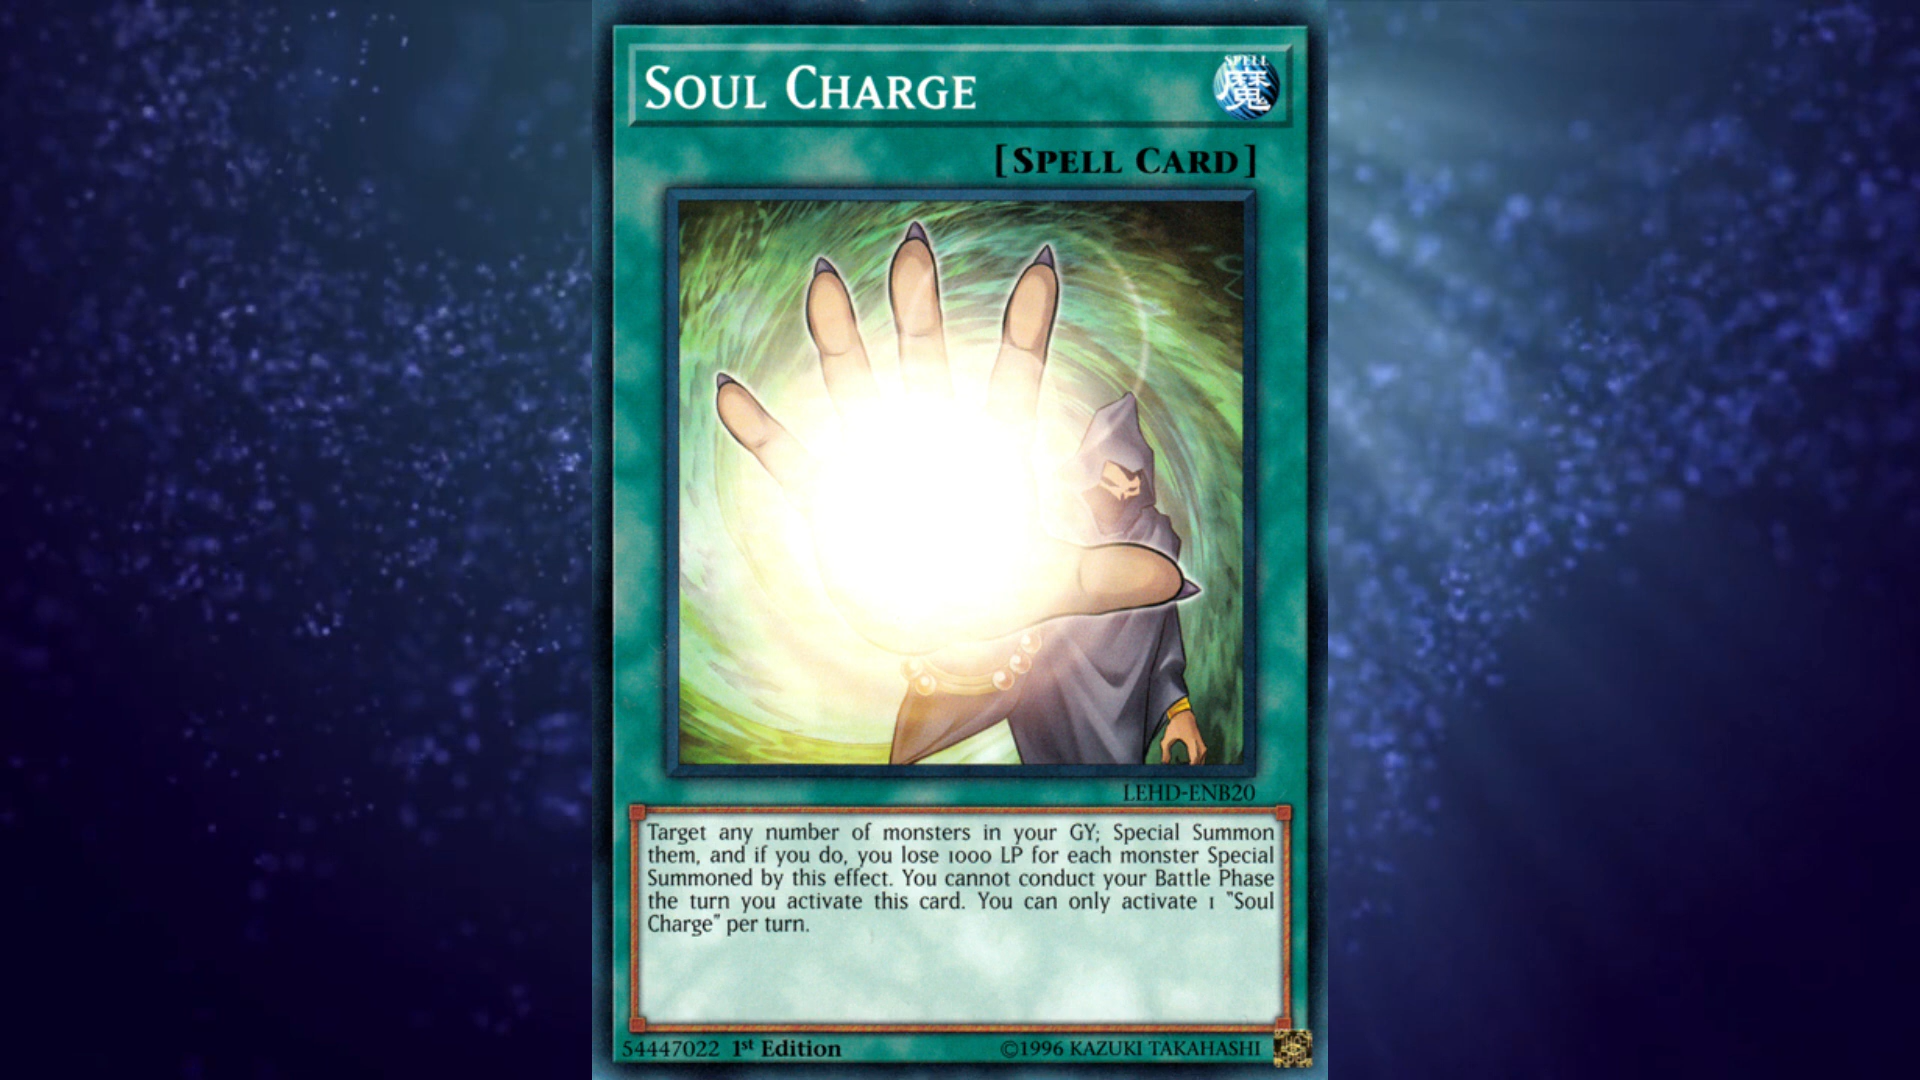 Soul Charge
SPELL
魔
[Spell Card]
LEHD-ENB20
Target any number of monsters in your GY; Special Summon
them, and if you do, you lose 1000 LP for each monster Special
Summoned by this effect. You cannot conduct your Battle Phase
the turn you activate this card. You can only activate 1 "Soul
Charge" per turn.
54447022 1st Edition
©1996 KAZUKI TAKAHASHI